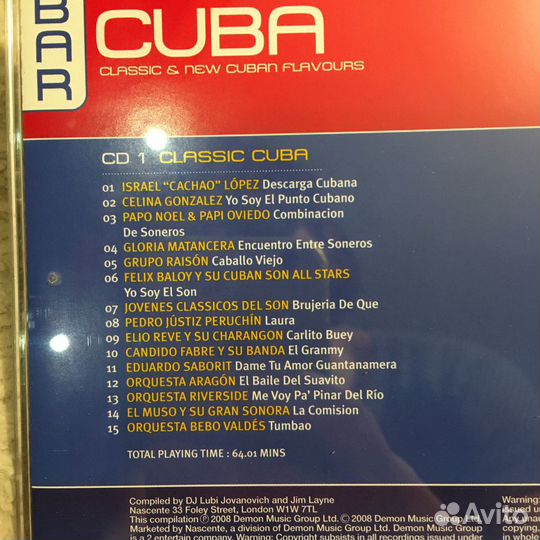 BAR
CUBA
CLASSIC & NEW CUBAN FLAVOURS
CD 1 CLASSIC CUBA
01 ISRAEL "CACHAO" LÓPEZ Descarga Cubana
02 CELINA GONZALEZ Yo Soy El Punto Cubano
03 PAPO NOEL & PAPI OVIEDO Combinacion
De Soneros
04 GLORIA MATANCERA Encuentro Entre Soneros
05 GRUPO RAISÓN Caballo Viejo
06 FELIX BALOY Y SU CUBAN SON ALL STARS
Yo Soy El Son
07 JOVENES CLASSICOS DEL SON Brujeria De Que
08 PEDRO JÚSTIZ PERUCHÍN Laura
09 ELIO REVE Y SU CHARANGON Carlito Buey
10 CANDIDO FABRE Y SU BANDA El Granmy
11 EDUARDO SABORIT Dame Tu Amor Guantanamera
12 ORQUESTA ARAGÓN El Baile Del Suavito
13 ORQUESTA RIVERSIDE Me Voy Pa' Pinar Del Río
14 EL MUSO Y SU GRAN SONORA La Comision
15 ORQUESTA BEBO VALDÉS Tumbao
TOTAL PLAYING TIME : 64.01 MINS
Compiled by DJ Lubi Jovanovich and Jim Layne
Nascente 33 Foley Street, London W1W 7TL
This compilation Ⓟ 2008 Demon Music Group Ltd. © 2008 Demon Music Group Ltd.
Marketed by Nascente, a division of Demon Music Group Ltd. Demon Music Group
is a 2 entertain company. Warning: Copyright subsists in all recordings issued under
Warning:
issued u
copying,
in whole
Avito